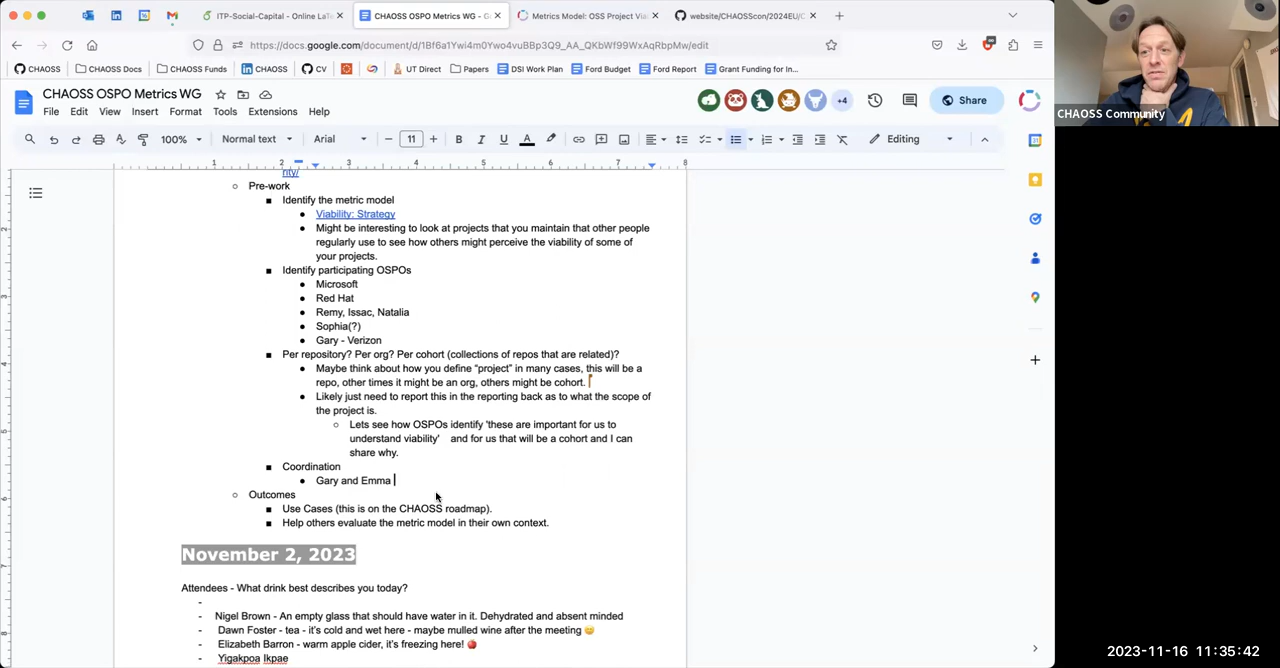 ITP-Social-Capital - Online LaTe
CHAOSS OSPO Metrics WG - G
Metrics Model: OSS Project Viab
website/CHAOSScon/2024EU/C
https://docs.google.com/document/d/1Bf6a1Ywi4m0Ywo4vuBBp3Q9_AA_QKbWf99WxAqRbpMw/edit
CHAOSS
CHAOSS Docs
CHAOSS Funds
CHAOSS
CV
UT Direct
Papers
DSI Work Plan
Ford Budget
Ford Report
Grant Funding for In...
CHAOSS OSPO Metrics WG
+4
Share
File Edit View Insert Format Tools Extensions Help
100% Normal text Arial 11 B I U A Editing
1 2 3 4 5 6 7 8
rity/
○ Pre-work
■ Identify the metric model
● Viability: Strategy
● Might be interesting to look at projects that you maintain that other people
regularly use to see how others might perceive the viability of some of
your projects.
■ Identify participating OSPOs
● Microsoft
● Red Hat
● Remy, Issac, Natalia
● Sophia(?)
● Gary - Verizon
■ Per repository? Per org? Per cohort (collections of repos that are related)?
● Maybe think about how you define “project” in many cases, this will be a
repo, other times it might be an org, others might be cohort.
● Likely just need to report this in the reporting back as to what the scope of
the project is.
○ Lets see how OSPOs identify 'these are important for us to
understand viability' and for us that will be a cohort and I can
share why.
■ Coordination
● Gary and Emma
○ Outcomes
■ Use Cases (this is on the CHAOSS roadmap).
■ Help others evaluate the metric model in their own context.
November 2, 2023
Attendees - What drink best describes you today?
-
- Nigel Brown - An empty glass that should have water in it. Dehydrated and absent minded
- Dawn Foster - tea - it's cold and wet here - maybe mulled wine after the meeting 😊
- Elizabeth Barron - warm apple cider, it's freezing here! 🍎
- Yigakpoa Ikpae
CHAOSS Community
2023-11-16 11:35:42